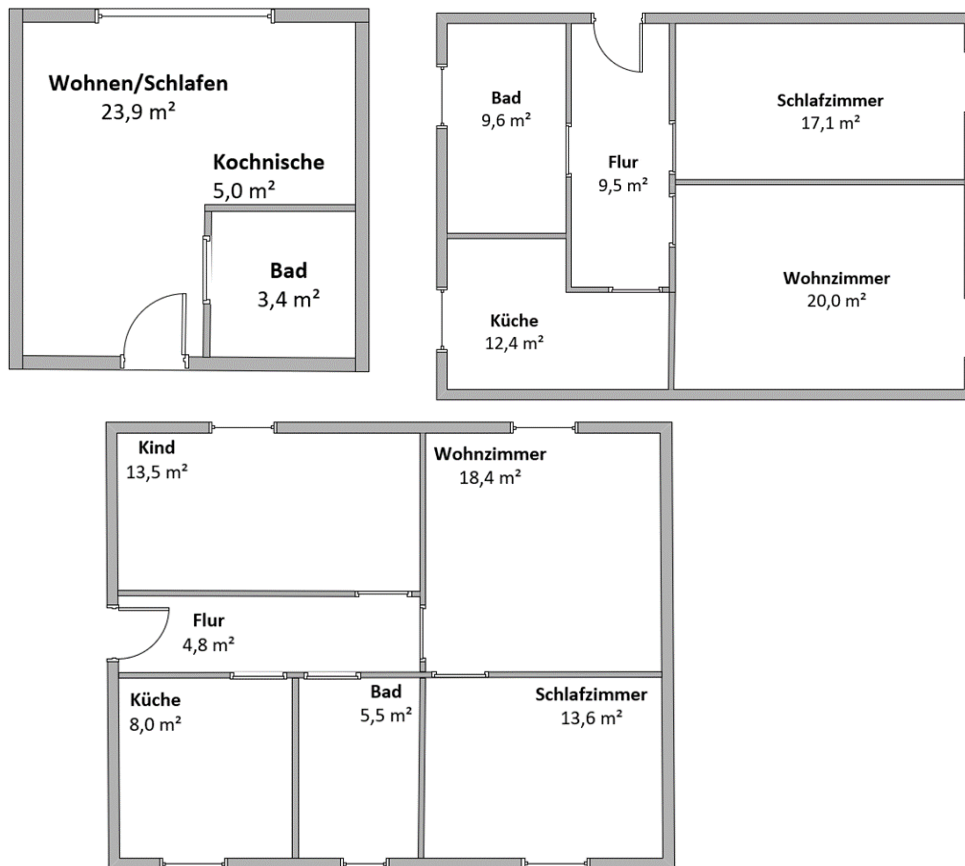 Wohnen/Schlafen
23,9 m²
Kochnische
5,0 m²
Bad
3,4 m²
Bad
9,6 m²
Flur
9,5 m²
Schlafzimmer
17,1 m²
Wohnzimmer
20,0 m²
Küche
12,4 m²
Kind
13,5 m²
Wohnzimmer
18,4 m²
Flur
4,8 m²
Küche
8,0 m²
Bad
5,5 m²
Schlafzimmer
13,6 m²